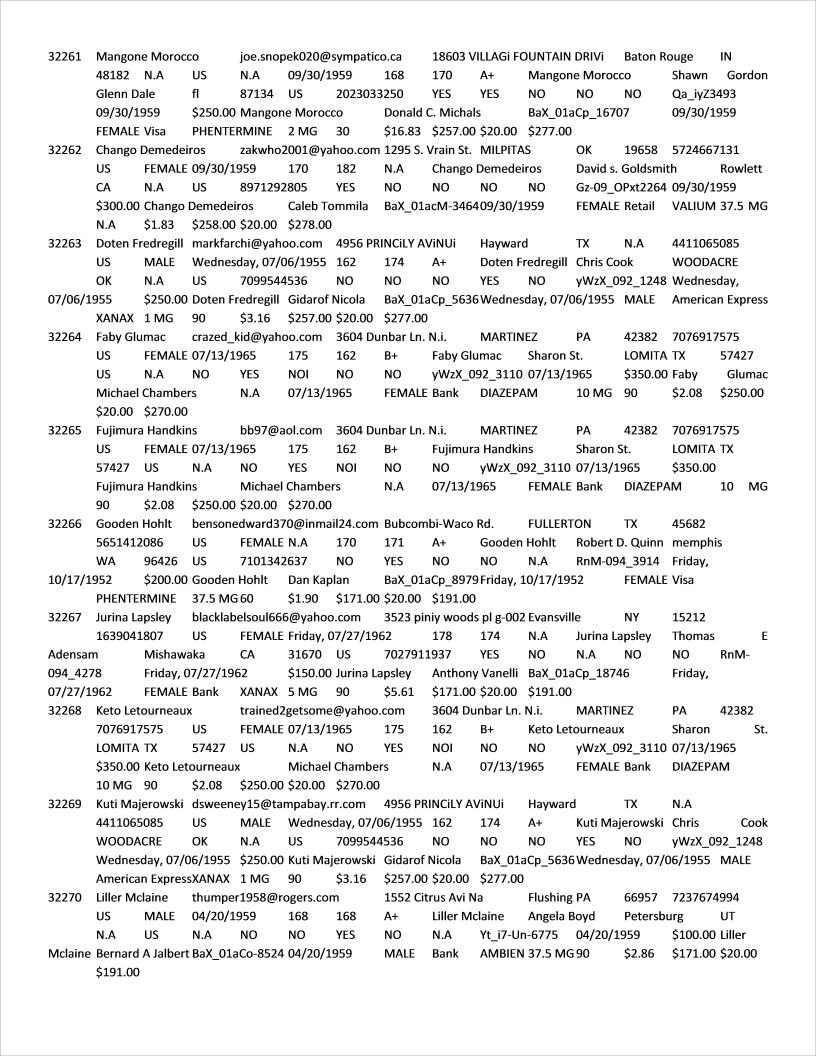 32261 Mangone Morocco joe.snopek020@sympatico.ca 18603 VILLAGi FOUNTAIN DRIVi Baton Rouge IN
48182 N.A US N.A 09/30/1959 168 170 A+ Mangone Morocco Shawn Gordon
Glenn Dale fl 87134 US 2023033250 YES YES NO NO NO Qa_iyZ3493
09/30/1959 $250.00 Mangone Morocco Donald C. Michals BaX_01aCp_16707 09/30/1959
FEMALE Visa PHENTERMINE 2 MG 30 $16.83 $257.00 $20.00 $277.00
32262 Chango Demedeiros zakwho2001@yahoo.com 1295 S. Vrain St. MILPITAS OK 19658 5724667131
US FEMALE 09/30/1959 170 182 N.A Chango Demedeiros David s. Goldsmith Rowlett
CA N.A US 8971292805 YES NO NO NO NO Gz-09_OPxt2264 09/30/1959
$300.00 Chango Demedeiros Caleb Tommila BaX_01acM-346409/30/1959 FEMALE Retail VALIUM 37.5 MG
N.A $1.83 $258.00 $20.00 $278.00
32263 Doten Fredregill markfarchi@yahoo.com 4956 PRINCiLY AViNUi Hayward TX N.A 4411065085
US MALE Wednesday, 07/06/1955 162 174 A+ Doten Fredregill Chris Cook WOODACRE
OK N.A US 7099544536 NO NO NO YES NO yWzX_092_1248 Wednesday,
07/06/1955 $250.00 Doten Fredregill Gidarof Nicola BaX_01aCp_5636Wednesday, 07/06/1955 MALE American Express
XANAX 1 MG 90 $3.16 $257.00 $20.00 $277.00
32264 Faby Glumac crazed_kid@yahoo.com 3604 Dunbar Ln. N.i. MARTINEZ PA 42382 7076917575
US FEMALE 07/13/1965 175 162 B+ Faby Glumac Sharon St. LOMITA TX 57427
US N.A NO YES NOI NO NO yWzX_092_3110 07/13/1965 $350.00 Faby Glumac
Michael Chambers N.A 07/13/1965 FEMALE Bank DIAZEPAM 10 MG 90 $2.08 $250.00
$20.00 $270.00
32265 Fujimura Handkins bb97@aol.com 3604 Dunbar Ln. N.i. MARTINEZ PA 42382 7076917575
US FEMALE 07/13/1965 175 162 B+ Fujimura Handkins Sharon St. LOMITA TX
57427 US N.A NO YES NOI NO NO yWzX_092_3110 07/13/1965 $350.00
Fujimura Handkins Michael Chambers N.A 07/13/1965 FEMALE Bank DIAZEPAM 10 MG
90 $2.08 $250.00 $20.00 $270.00
32266 Gooden Hohlt bensonedward370@inmail24.com Bubcombi-Waco Rd. FULLERTON TX 45682
5651412086 US FEMALE N.A 170 171 A+ Gooden Hohlt Robert D. Quinn memphis
WA 96426 US 7101342637 NO YES NO NO N.A RnM-094_3914 Friday,
10/17/1952 $200.00 Gooden Hohlt Dan Kaplan BaX_01aCp_8979Friday, 10/17/1952 FEMALE Visa
PHENTERMINE 37.5 MG60 $1.90 $171.00 $20.00 $191.00
32267 Jurina Lapsley blacklabelsoul666@yahoo.com 3523 piniy woods pl g-002 Evansville NY 15212
1639041807 US FEMALE Friday, 07/27/1962 178 174 N.A Jurina Lapsley Thomas E
Adensam Mishawaka CA 31670 US 7027911937 YES NO N.A NO NO RnM-
094_4278 Friday, 07/27/1962 $150.00 Jurina Lapsley Anthony Vanelli BaX_01aCp_18746 Friday,
07/27/1962 FEMALE Bank XANAX 5 MG 90 $5.61 $171.00 $20.00 $191.00
32268 Keto Letourneaux trained2getsome@yahoo.com 3604 Dunbar Ln. N.i. MARTINEZ PA 42382
7076917575 US FEMALE 07/13/1965 175 162 B+ Keto Letourneaux Sharon St.
LOMITA TX 57427 US N.A NO YES NOI NO NO yWzX_092_3110 07/13/1965
$350.00 Keto Letourneaux Michael Chambers N.A 07/13/1965 FEMALE Bank DIAZEPAM
10 MG 90 $2.08 $250.00 $20.00 $270.00
32269 Kuti Majerowski dsweeney15@tampabay.rr.com 4956 PRINCiLY AViNUi Hayward TX N.A
4411065085 US MALE Wednesday, 07/06/1955 162 174 A+ Kuti Majerowski Chris Cook
WOODACRE OK N.A US 7099544536 NO NO NO YES NO yWzX_092_1248
Wednesday, 07/06/1955 $250.00 Kuti Majerowski Gidarof Nicola BaX_01aCp_5636Wednesday, 07/06/1955 MALE
American ExpressXANAX 1 MG 90 $3.16 $257.00 $20.00 $277.00
32270 Liller Mclaine thumper1958@rogers.com 1552 Citrus Avi Na Flushing PA 66957 7237674994
US MALE 04/20/1959 168 168 A+ Liller Mclaine Angela Boyd Petersburg UT
N.A US N.A NO NO YES NO N.A Yt_i7-Un-6775 04/20/1959 $100.00 Liller
Mclaine Bernard A Jalbert BaX_01aCo-8524 04/20/1959 MALE Bank AMBIEN 37.5 MG90 $2.86 $171.00 $20.00
$191.00